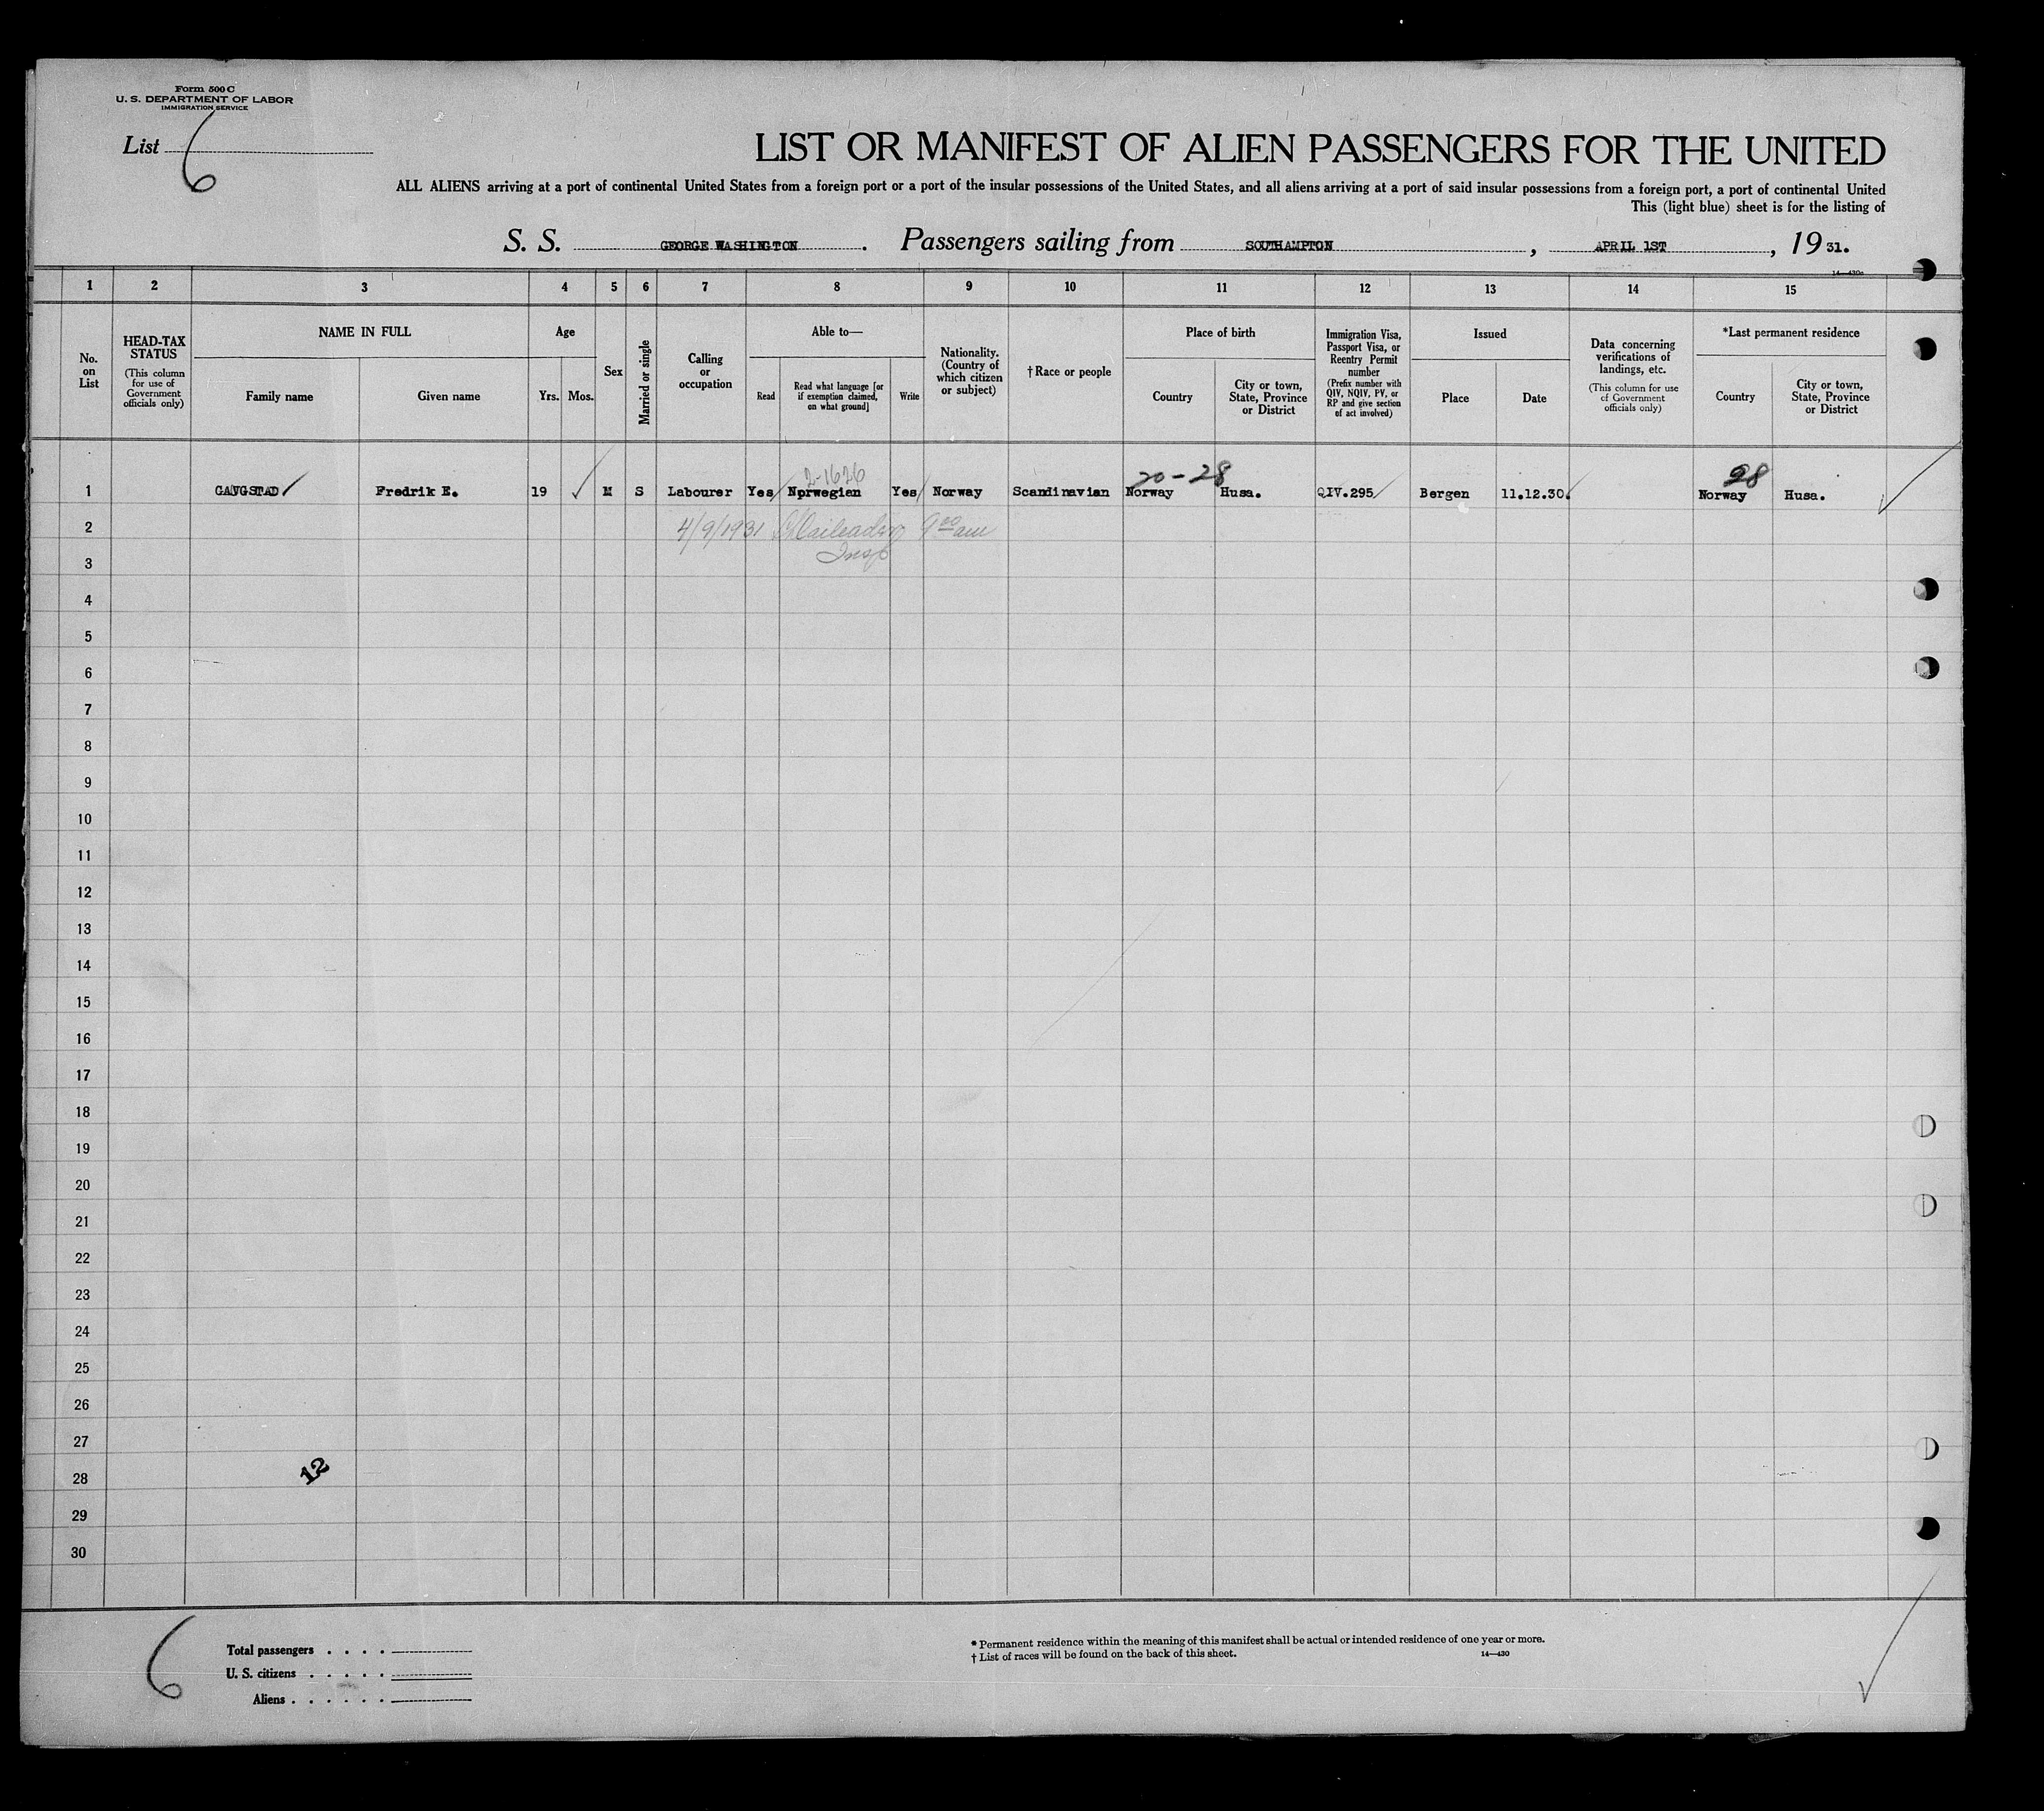 Form 500 C
U. S. DEPARTMENT OF LABOR
IMMIGRATION SERVICE
List 6
LIST OR MANIFEST OF ALIEN PASSENGERS FOR THE UNITED
ALL ALIENS arriving at a port of continental United States from a foreign port or a port of the insular possessions of the United States, and all aliens arriving at a port of said insular possessions from a foreign port, a port of continental United
This (light blue) sheet is for the listing of
S. S. GEORGE WASHINGTON. Passengers sailing from SOUTHAMPTON, APRIL 1ST, 19 31.
14—430a
1 2 3 4 5 6 7 8 9 10 11 12 13 14 15
No. on List
HEAD-TAX STATUS (This column for use of Government officials only)
NAME IN FULL
Family name
Given name
Age
Yrs.
Mos.
Sex
Married or single
Calling or occupation
Able to—
Read
Read what language [or if exemption claimed, on what ground]
Write
Nationality. (Country of which citizen or subject)
†Race or people
Place of birth
Country
City or town, State, Province or District
Immigration Visa, Passport Visa, or Reentry Permit number (Prefix number with QIV, NQIV, PV, or RP and give section of act involved)
Issued
Place
Date
Data concerning verifications of landings, etc. (This column for use of Government officials only)
*Last permanent residence
Country
City or town, State, Province or District
2-1626 20-28 98
1 GAUGSTAD Fredrik E. 19 M S Labourer Yes Norwegian Yes Norway Scandinavian Norway Husa. QIV.295 Bergen 11.12.30. Norway Husa.
2 4/9/1931 9 00 am
3 Insp
4
5
6
7
8
9
10
11
12
13
14
15
16
17
18
19
20
21
22
23
24
25
26
27
28 12
29
30
6
Total passengers
U. S. citizens
Aliens
* Permanent residence within the meaning of this manifest shall be actual or intended residence of one year or more.
† List of races will be found on the back of this sheet. 14—430